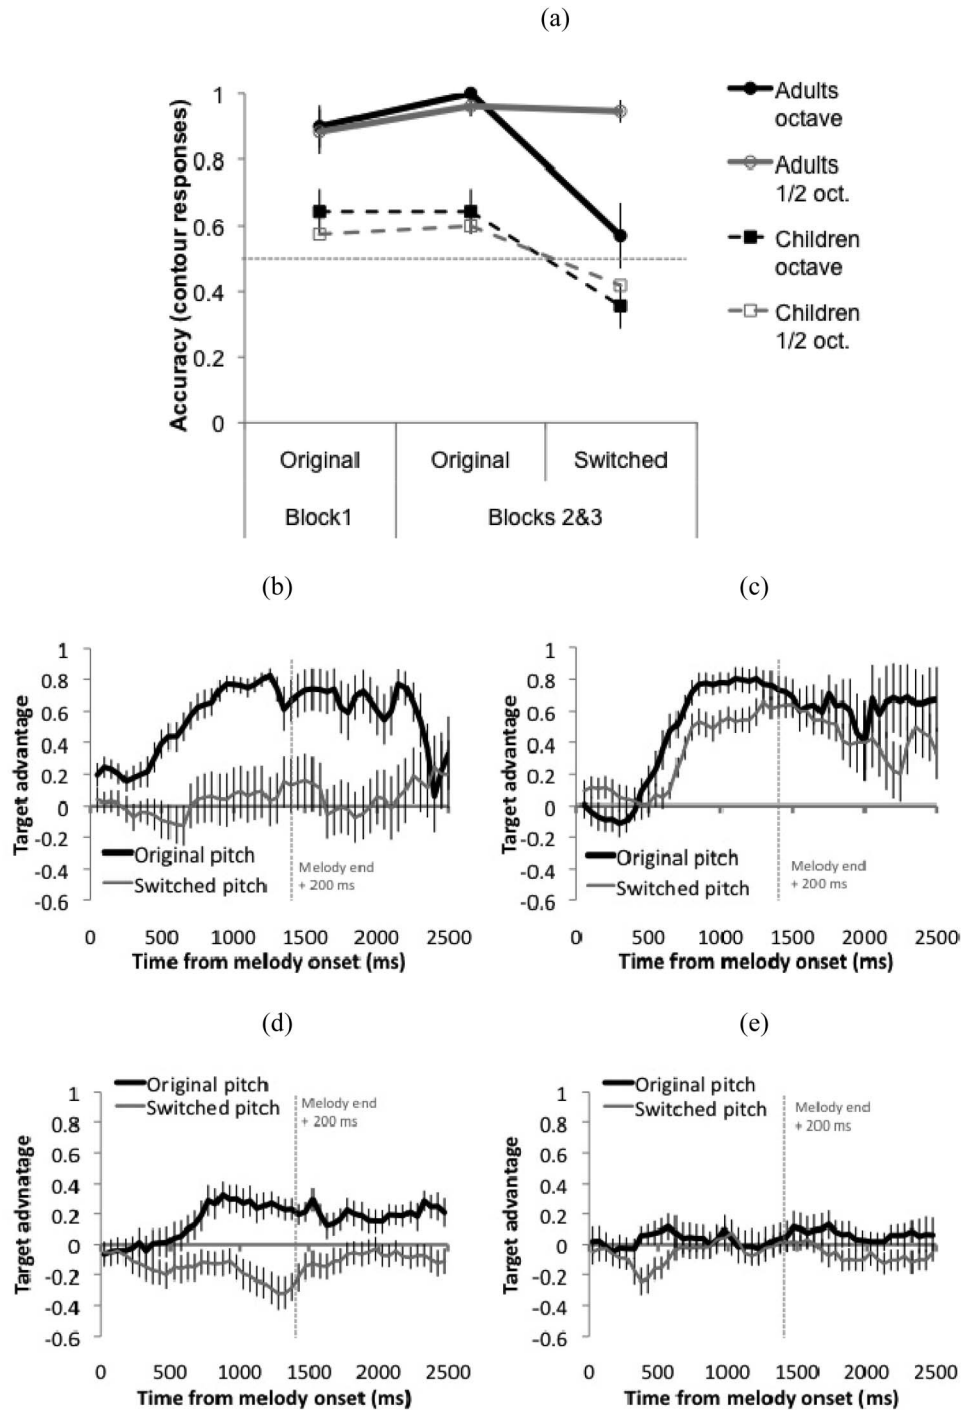 (a)
Accuracy (contour responses)
1
0.8
0.6
0.4
0.2
0
Original
Original
Switched
Block1
Blocks 2&3
Adults
octave
Adults
1/2 oct.
Children
octave
Children
1/2 oct.
(b)
Target advantage
1
0.8
0.6
0.4
0.2
0
-0.2
-0.4
-0.6
Original pitch
Switched pitch
Melody end
+ 200 ms
0 500 1000 1500 2000 2500
Time from melody onset (ms)
(c)
Target advantage
1
0.8
0.6
0.4
0.2
0
-0.2
-0.4
-0.6
Original pitch
Switched pitch
Melody end
+ 200 ms
0 500 1000 1500 2000 2500
Time from melody onset (ms)
(d)
Original pitch
Switched pitch
Melody end
+ 200 ms
Target advnatage
1
0.8
0.6
0.4
0.2
0
-0.2
-0.4
-0.6
0 500 1000 1500 2000 2500
Time from melody onset (ms)
(e)
Original pitch
Switched pitch
Melody end
+ 200 ms
Target advantage
1
0.8
0.6
0.4
0.2
0
-0.2
-0.4
-0.6
0 500 1000 1500 2000 2500
Time from melody onset (ms)